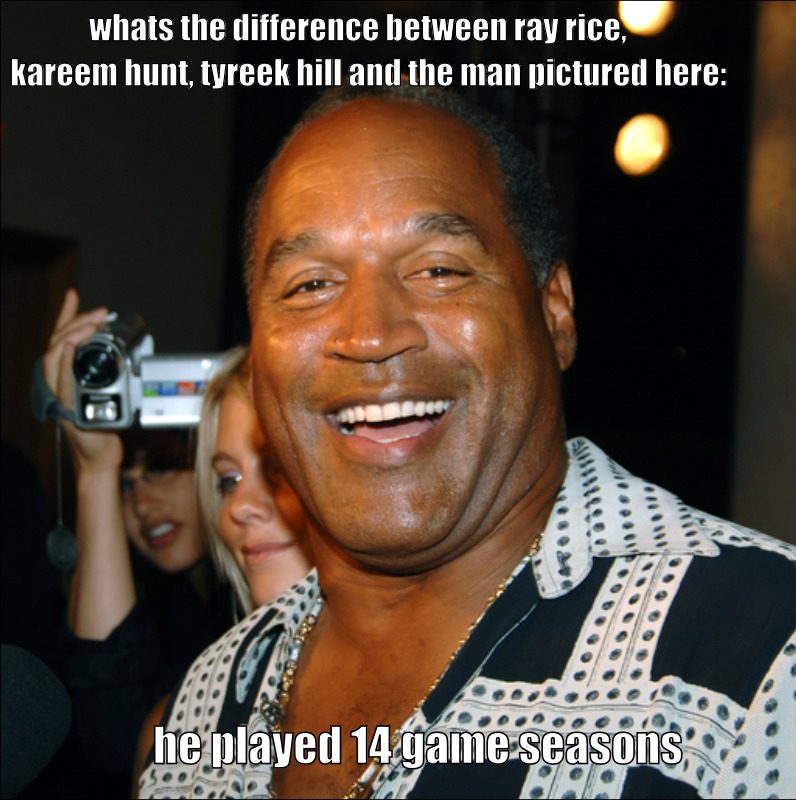 whats the difference between ray rice,
kareem hunt, tyreek hill and the man pictured here:
he played 14 game seasons